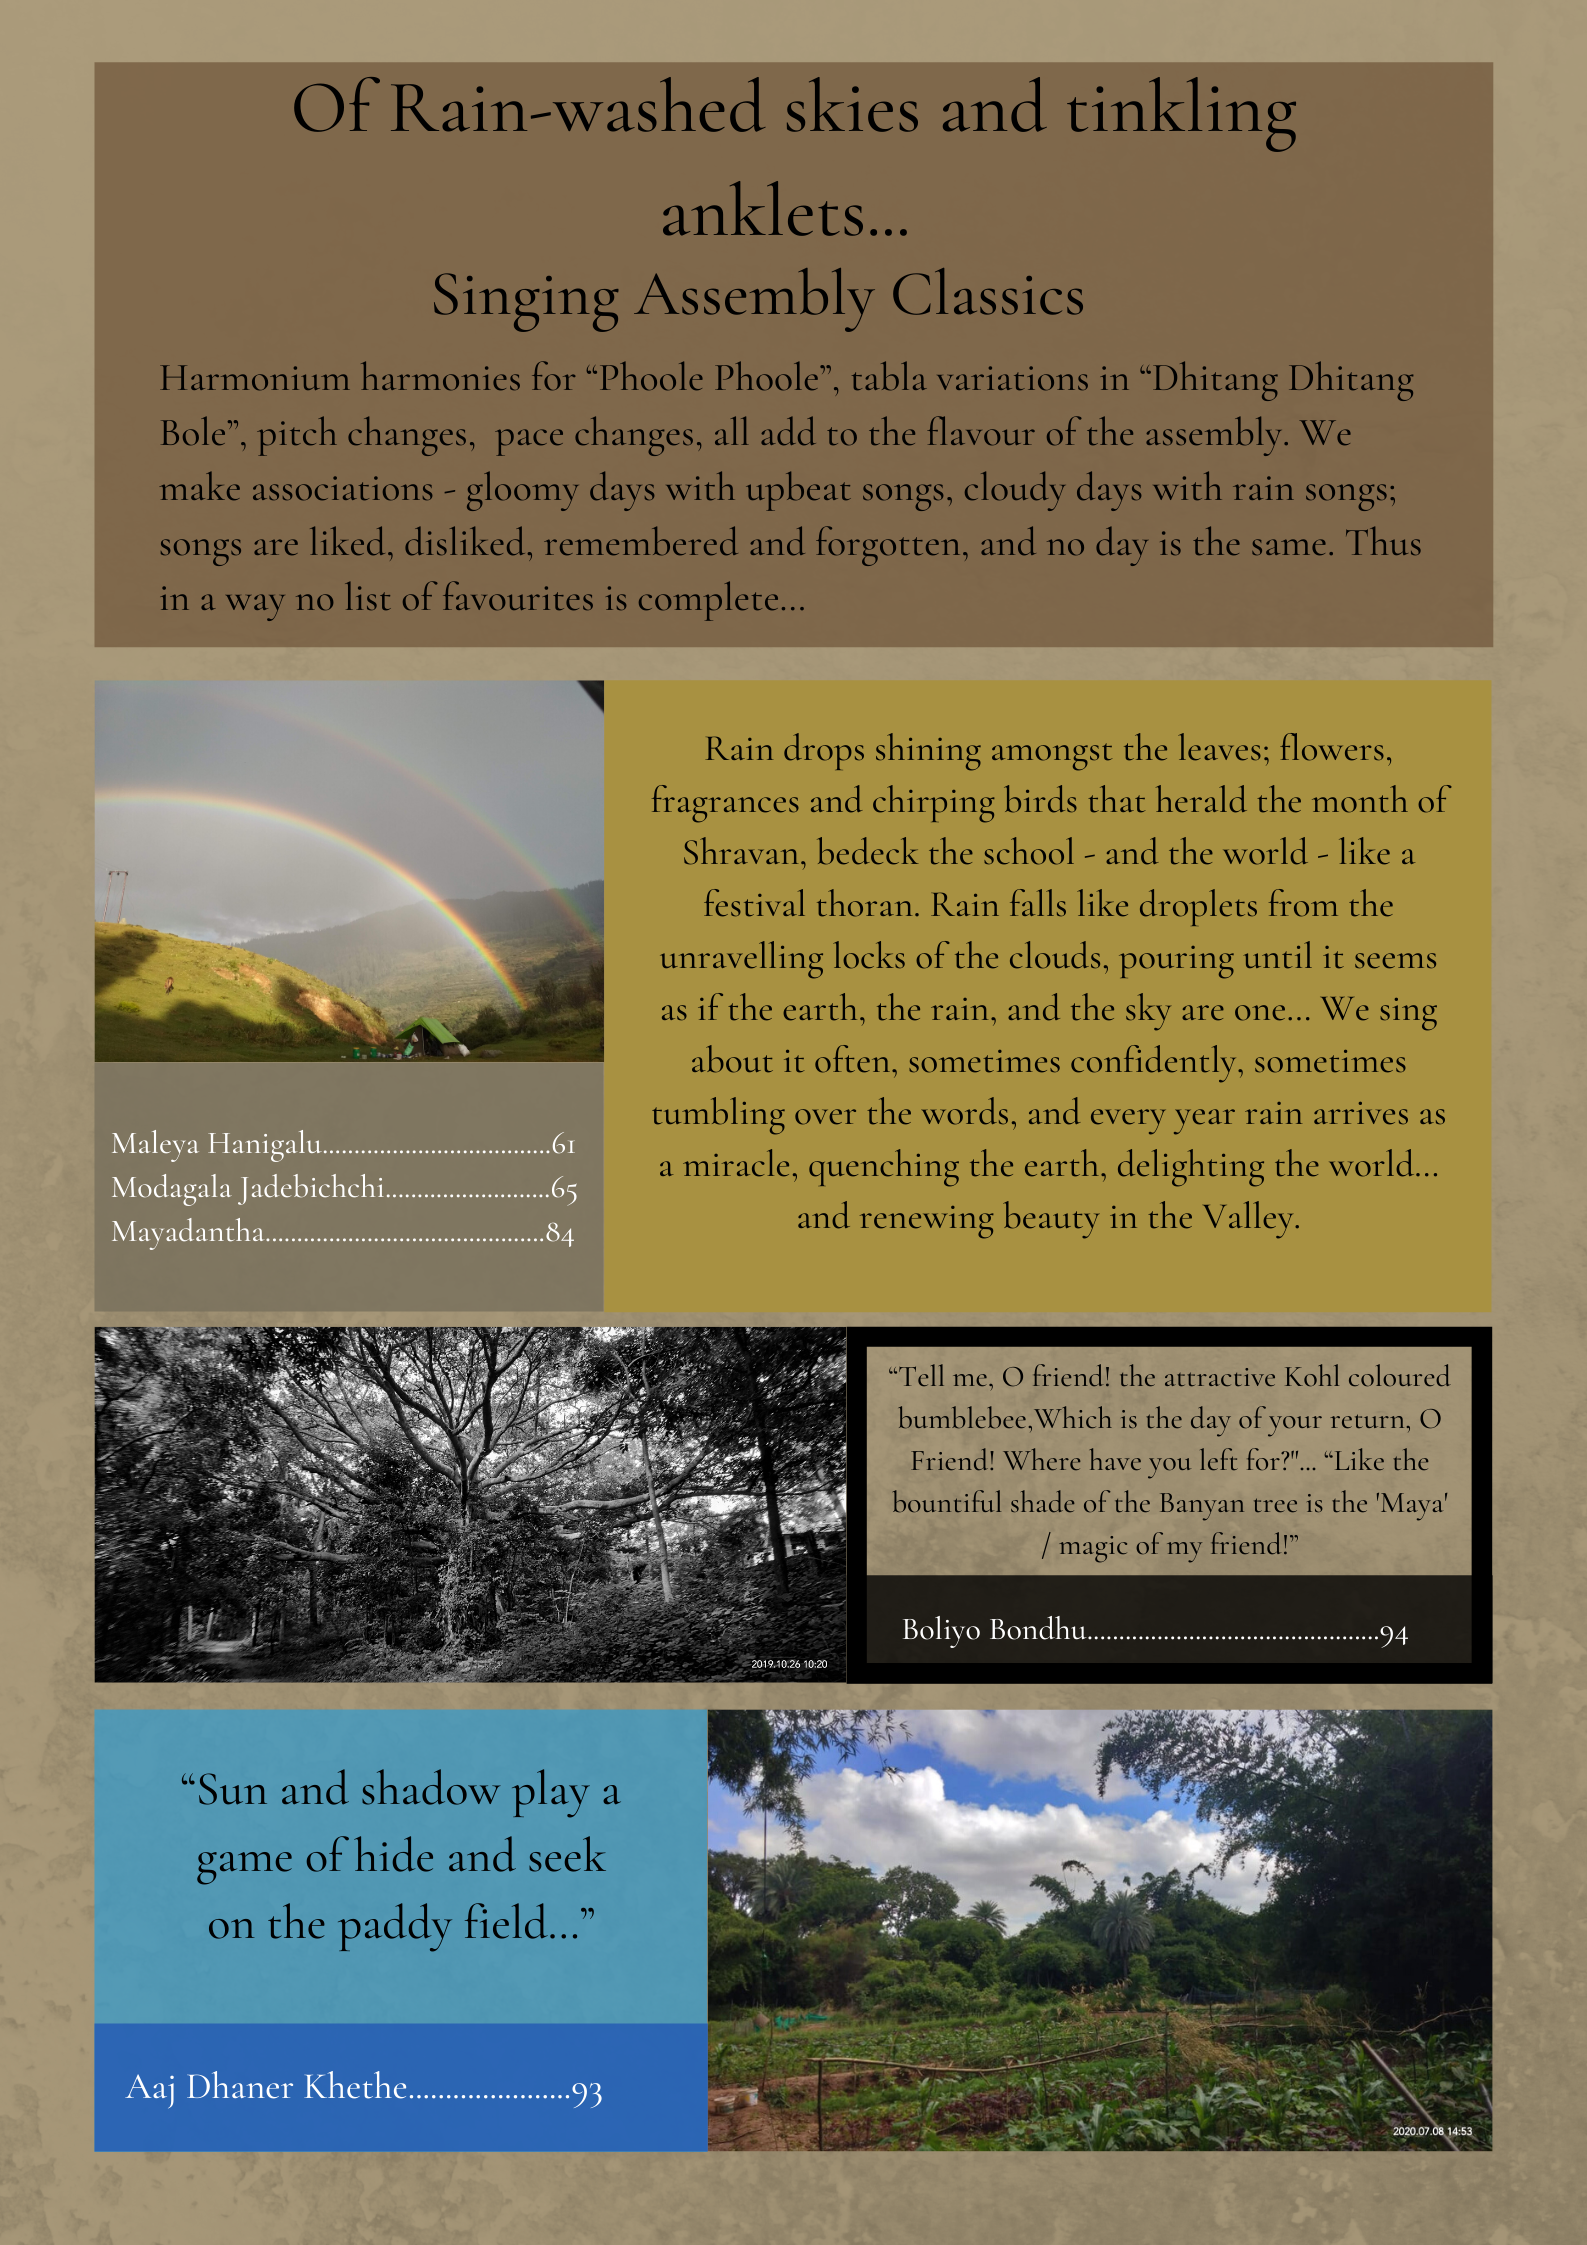 Of Rain-washed skies and tinkling
anklets...
Singing Assembly Classics
Harmonium harmonies for “Phoole Phoole”, tabla variations in “Dhitang Dhitang
Bole”, pitch changes,  pace changes, all add to the flavour of the assembly. We
make associations - gloomy days with upbeat songs, cloudy days with rain songs;
songs are liked, disliked, remembered and forgotten, and no day is the same. Thus
in a way no list of favourites is complete...
Rain drops shining amongst the leaves; flowers,
fragrances and chirping birds that herald the month of
Shravan, bedeck the school - and the world - like a
festival thoran. Rain falls like droplets from the
unravelling locks of the clouds, pouring until it seems
as if the earth, the rain, and the sky are one... We sing
about it often, sometimes confidently, sometimes
tumbling over the words, and every year rain arrives as
a miracle, quenching the earth, delighting the world...
and renewing beauty in the Valley.
Maleya Hanigalu....................................61
Modagala Jadebichchi..........................65
Mayadantha............................................84
“Tell me, O friend! the attractive Kohl coloured
bumblebee,Which is the day of your return, O
Friend! Where have you left for?"... “Like the
bountiful shade of the Banyan tree is the 'Maya'
/ magic of my friend!”
Boliyo Bondhu..............................................94
2019.10.26 10:20
“Sun and shadow play a
game of hide and seek
on the paddy field...”
Aaj Dhaner Khethe......................93
2020.07.08 14:53